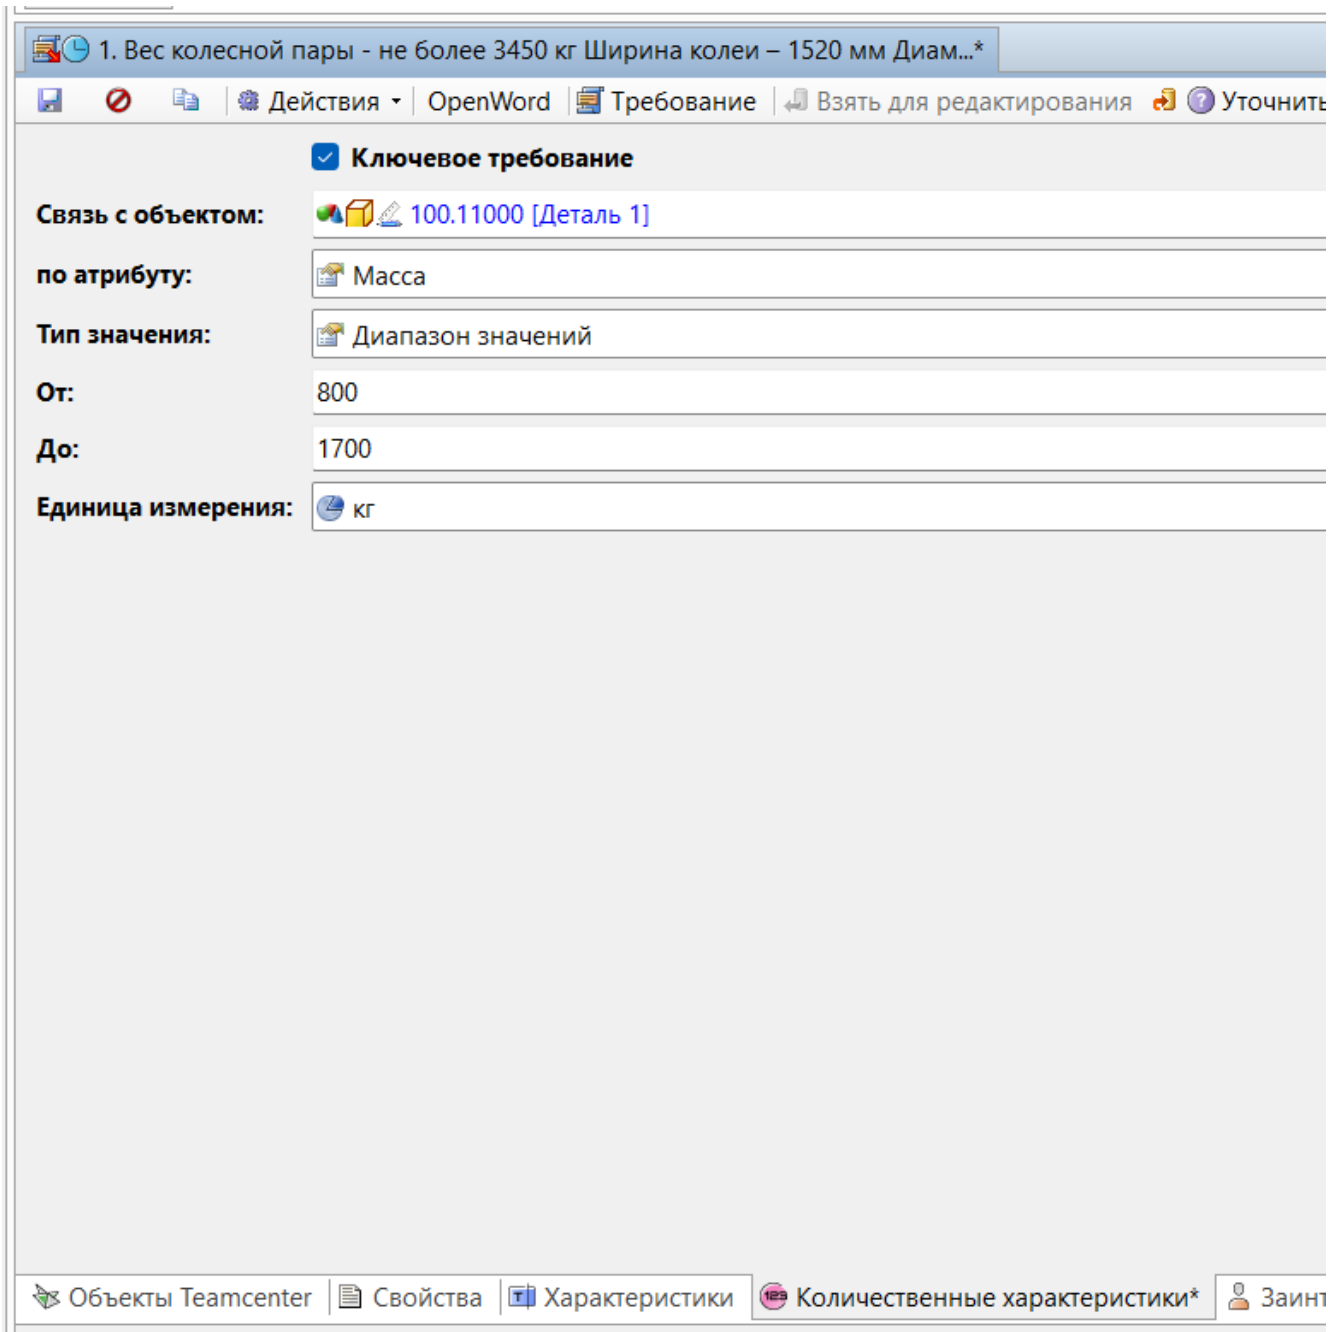 1. Вес колесной пары - не более 3450 кг Ширина колеи – 1520 мм Диам...*
Действия OpenWord Требование Взять для редактирования Уточнить
Ключевое требование
Связь с объектом: 100.11000 [Деталь 1]
по атрибуту: Масса
Тип значения: Диапазон значений
От: 800
До: 1700
Единица измерения: кг
Объекты Teamcenter Свойства Характеристики Количественные характеристики* Заинт